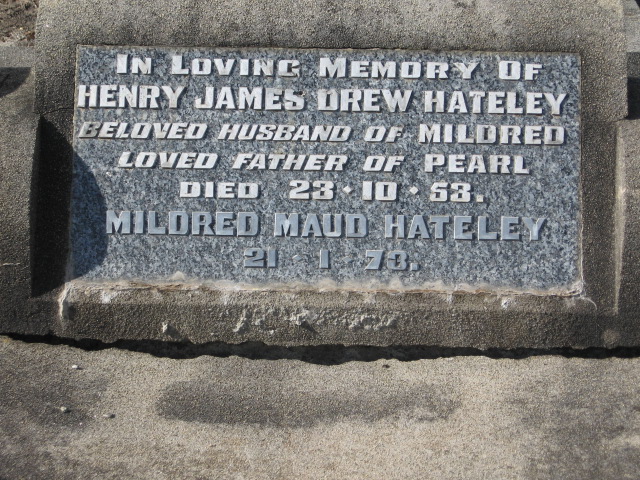 IN LOVING MEMORY OF
HENRY JAMES DREW HATELEY
BELOVED HUSBAND OF MILDRED
LOVED FATHER OF PEARL
DIED 23·10·53.
MILDRED MAUD HATELEY
21 1 73.